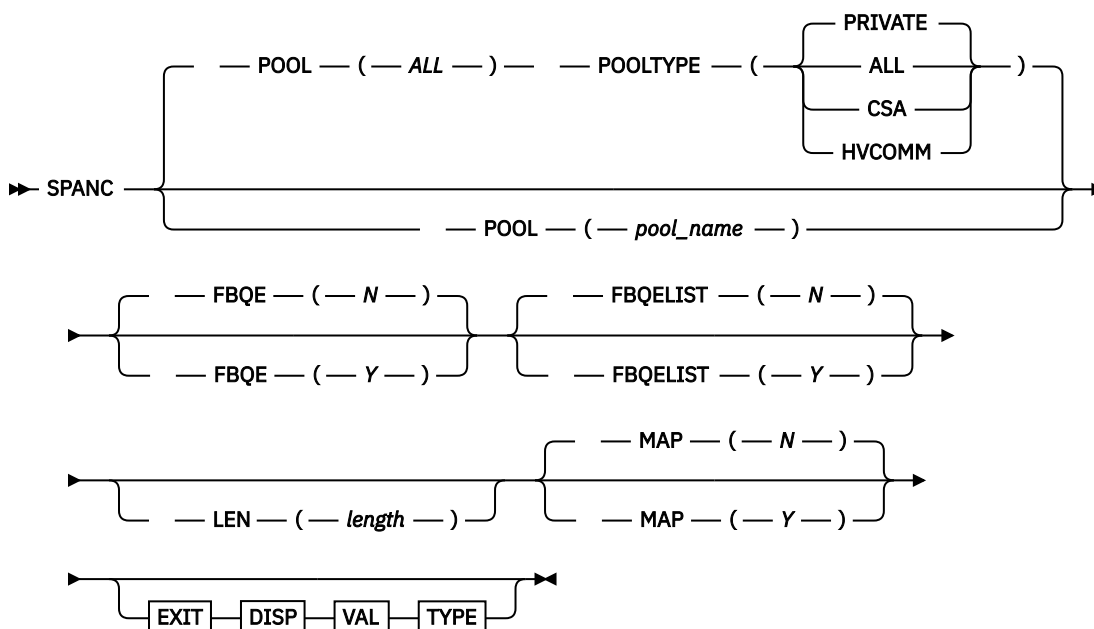 PRIVATE
POOL ( ALL ) POOLTYPE ( ALL )
CSA
HVCOMM
SPANC
POOL ( pool_name )
FBQE ( N ) FBQELIST ( N )
FBQE ( Y ) FBQELIST ( Y )
MAP ( N )
LEN ( length ) MAP ( Y )
EXIT DISP VAL TYPE